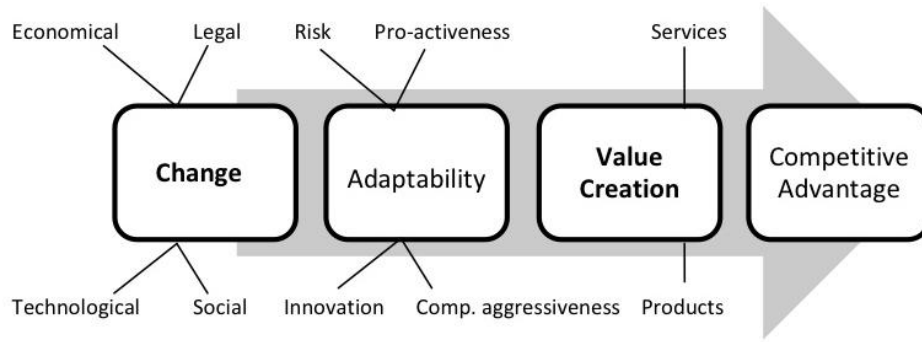 Economical Legal Risk Pro-activeness Services
Change
Adaptability
Value
Creation
Competitive
Advantage
Technological Social Innovation Comp. aggressiveness Products